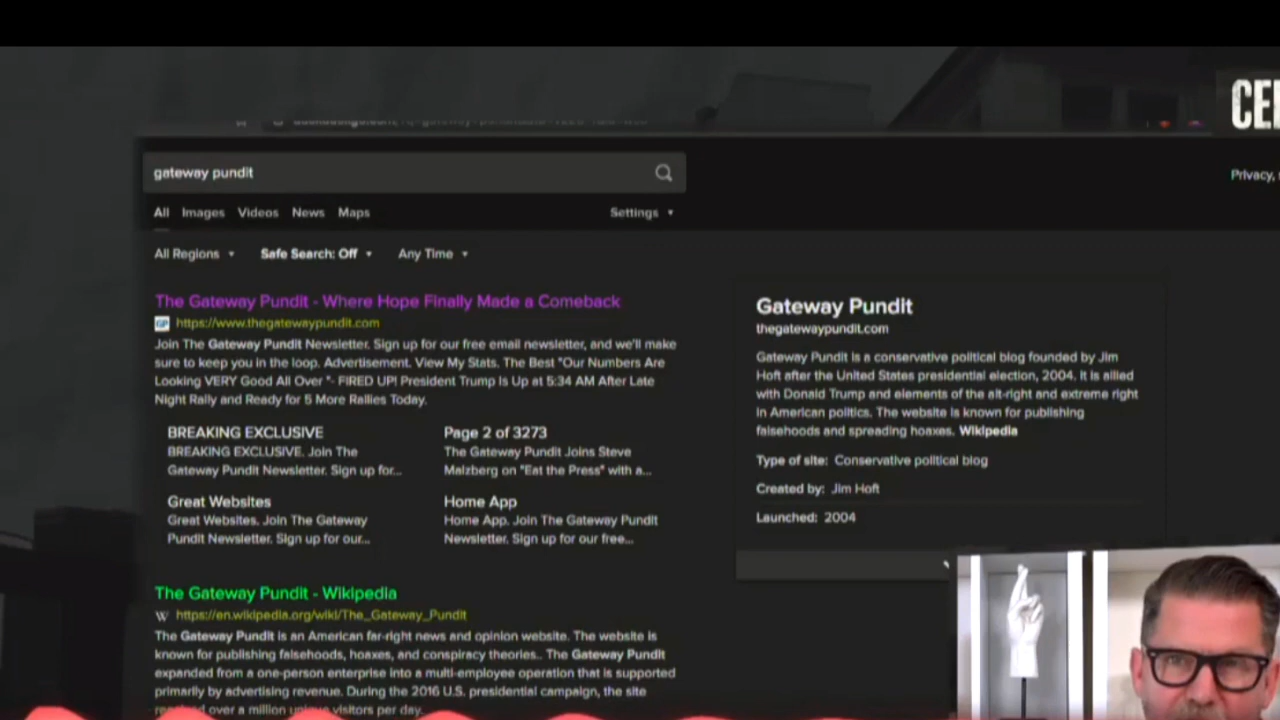 CE
gateway pundit
Privacy,
All Images Videos News Maps Settings
All Regions Safe Search: Off Any Time
The Gateway Pundit - Where Hope Finally Made a Comeback
GP https://www.thegatewaypundit.com
Join The Gateway Pundit Newsletter. Sign up for our free email newsletter, and we'll make
sure to keep you in the loop. Advertisement. View My Stats. The Best "Our Numbers Are
Looking VERY Good All Over "- FIRED UP! President Trump Is Up at 5:34 AM After Late
Night Rally and Ready for 5 More Rallies Today.
BREAKING EXCLUSIVE
BREAKING EXCLUSIVE. Join The
Gateway Pundit Newsletter. Sign up for...
Page 2 of 3273
The Gateway Pundit Joins Steve
Malzberg on "Eat the Press" with a...
Great Websites
Great Websites. Join The Gateway
Pundit Newsletter. Sign up for our...
Home App
Home App. Join The Gateway Pundit
Newsletter. Sign up for our free...
The Gateway Pundit - Wikipedia
W https://en.wikipedia.org/wiki/The_Gateway_Pundit
The Gateway Pundit is an American far-right news and opinion website. The website is
known for publishing falsehoods, hoaxes, and conspiracy theories.. The Gateway Pundit
expanded from a one-person enterprise into a multi-employee operation that is supported
primarily by advertising revenue. During the 2016 U.S. presidential campaign, the site
reached over a million unique visitors per day.
Gateway Pundit
thegatewaypundit.com
Gateway Pundit is a conservative political blog founded by Jim
Hoft after the United States presidential election, 2004. It is allied
with Donald Trump and elements of the alt-right and extreme right
in American politics. The website is known for publishing
falsehoods and spreading hoaxes. Wikipedia
Type of site: Conservative political blog
Created by: Jim Hoft
Launched: 2004